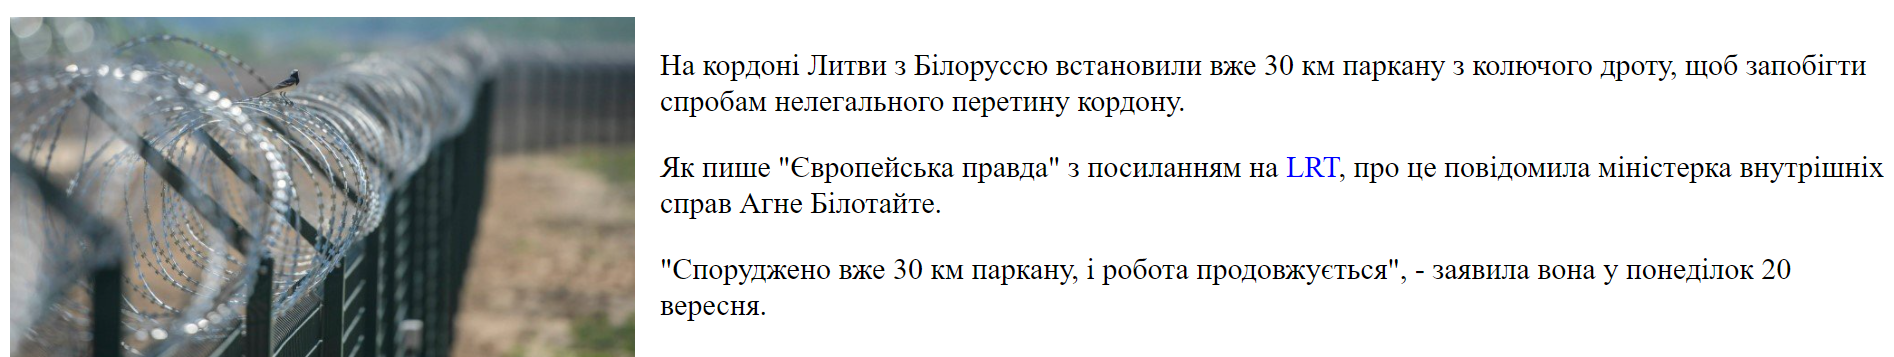 На кордоні Литви з Білоруссю встановили вже 30 км паркану з колючого дроту, щоб запобігти
спробам нелегального перетину кордону.
Як пише "Європейська правда" з посиланням на LRT, про це повідомила міністерка внутрішніх
справ Агне Білотайте.
"Споруджено вже 30 км паркану, і робота продовжується", - заявила вона у понеділок 20
вересня.